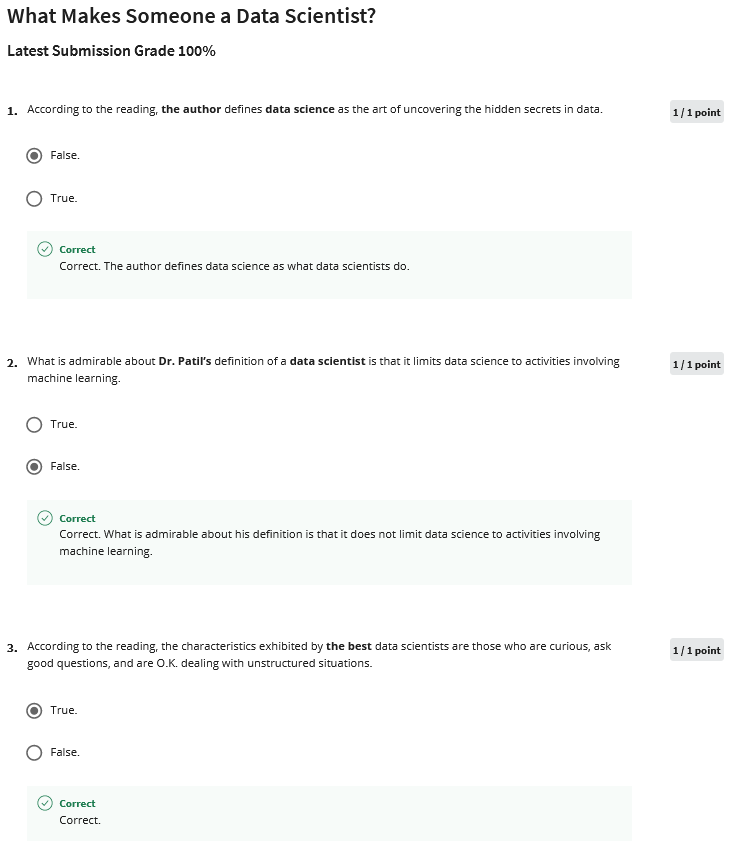 What Makes Someone a Data Scientist?
Latest Submission Grade 100%
1. According to the reading, the author defines data science as the art of uncovering the hidden secrets in data.
1 / 1 point
False.
True.
Correct
Correct. The author defines data science as what data scientists do.
2. What is admirable about Dr. Patil's definition of a data scientist is that it limits data science to activities involving
machine learning.
1 / 1 point
True.
False.
Correct
Correct. What is admirable about his definition is that it does not limit data science to activities involving
machine learning.
3. According to the reading, the characteristics exhibited by the best data scientists are those who are curious, ask
good questions, and are O.K. dealing with unstructured situations.
1 / 1 point
True.
False.
Correct
Correct.